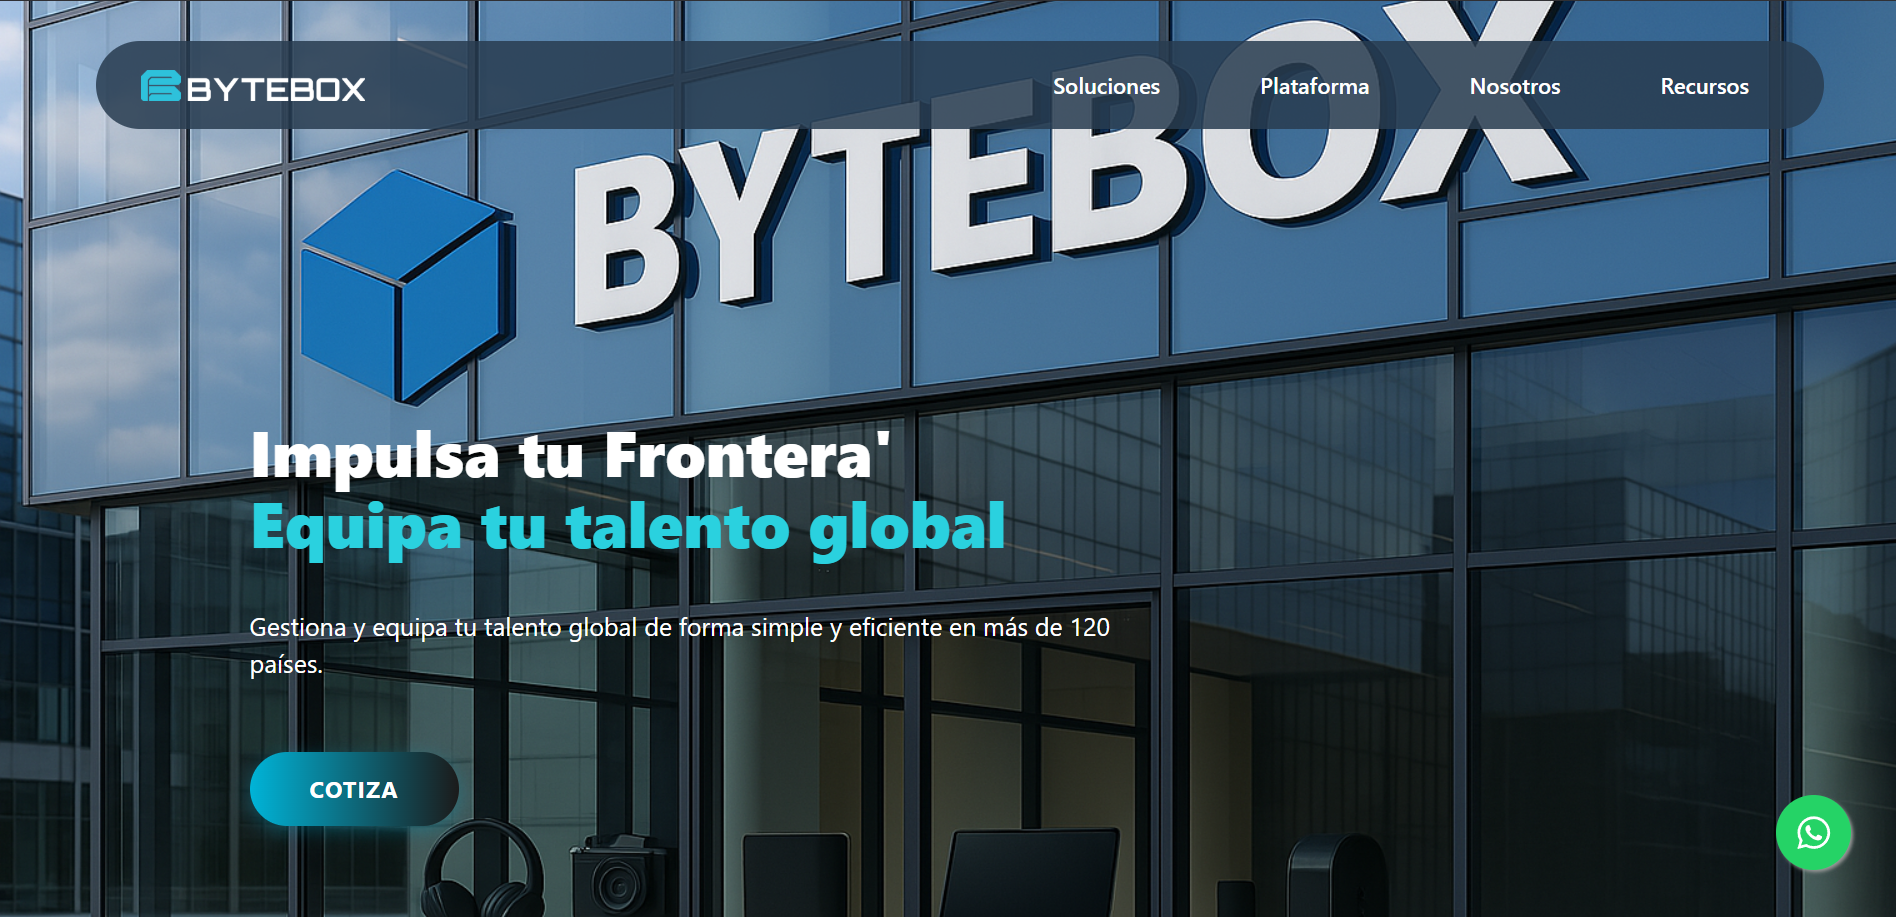 BYTEBOX
Soluciones
Plataforma
Nosotros
Recursos
BYTEBOX
Impulsa tu Frontera'
Equipa tu talento global
Gestiona y equipa tu talento global de forma simple y eficiente en más de 120
países.
COTIZA